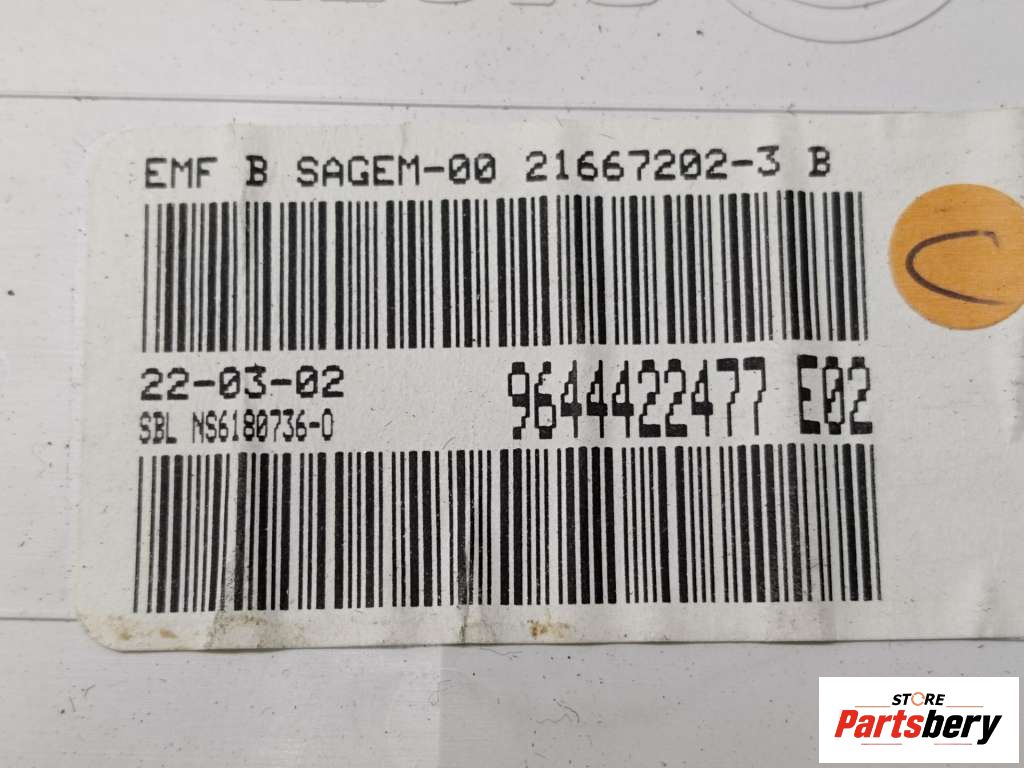 EMF B SAGEM-00 21667202-3 B
22-03-02
9644422477 E02
SBL NS6180736-0
C
STORE
Partsbery